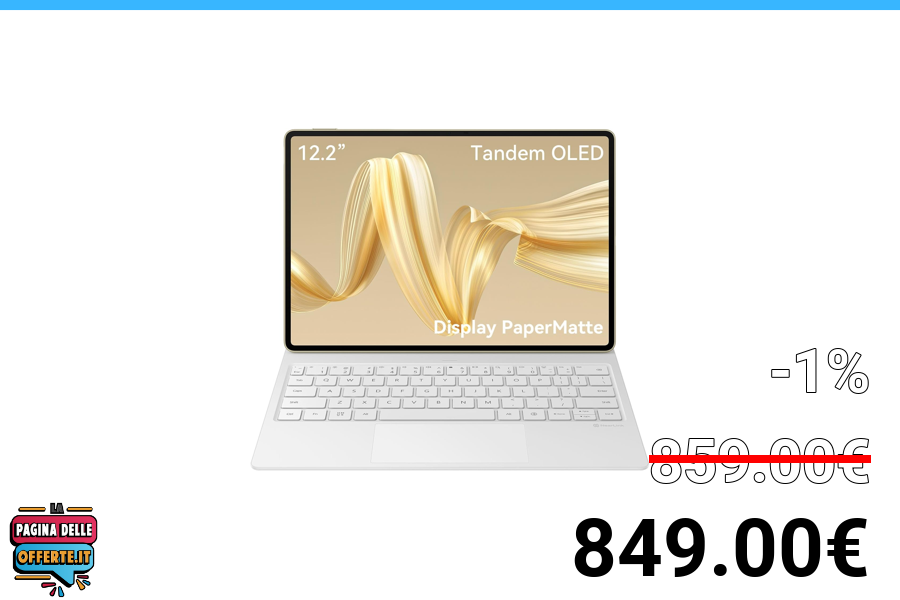 12.2”
Tandem OLED
Display PaperMatte
-1%
859.00€
849.00€
LA
PAGINA DELLE
OFFERTE.IT